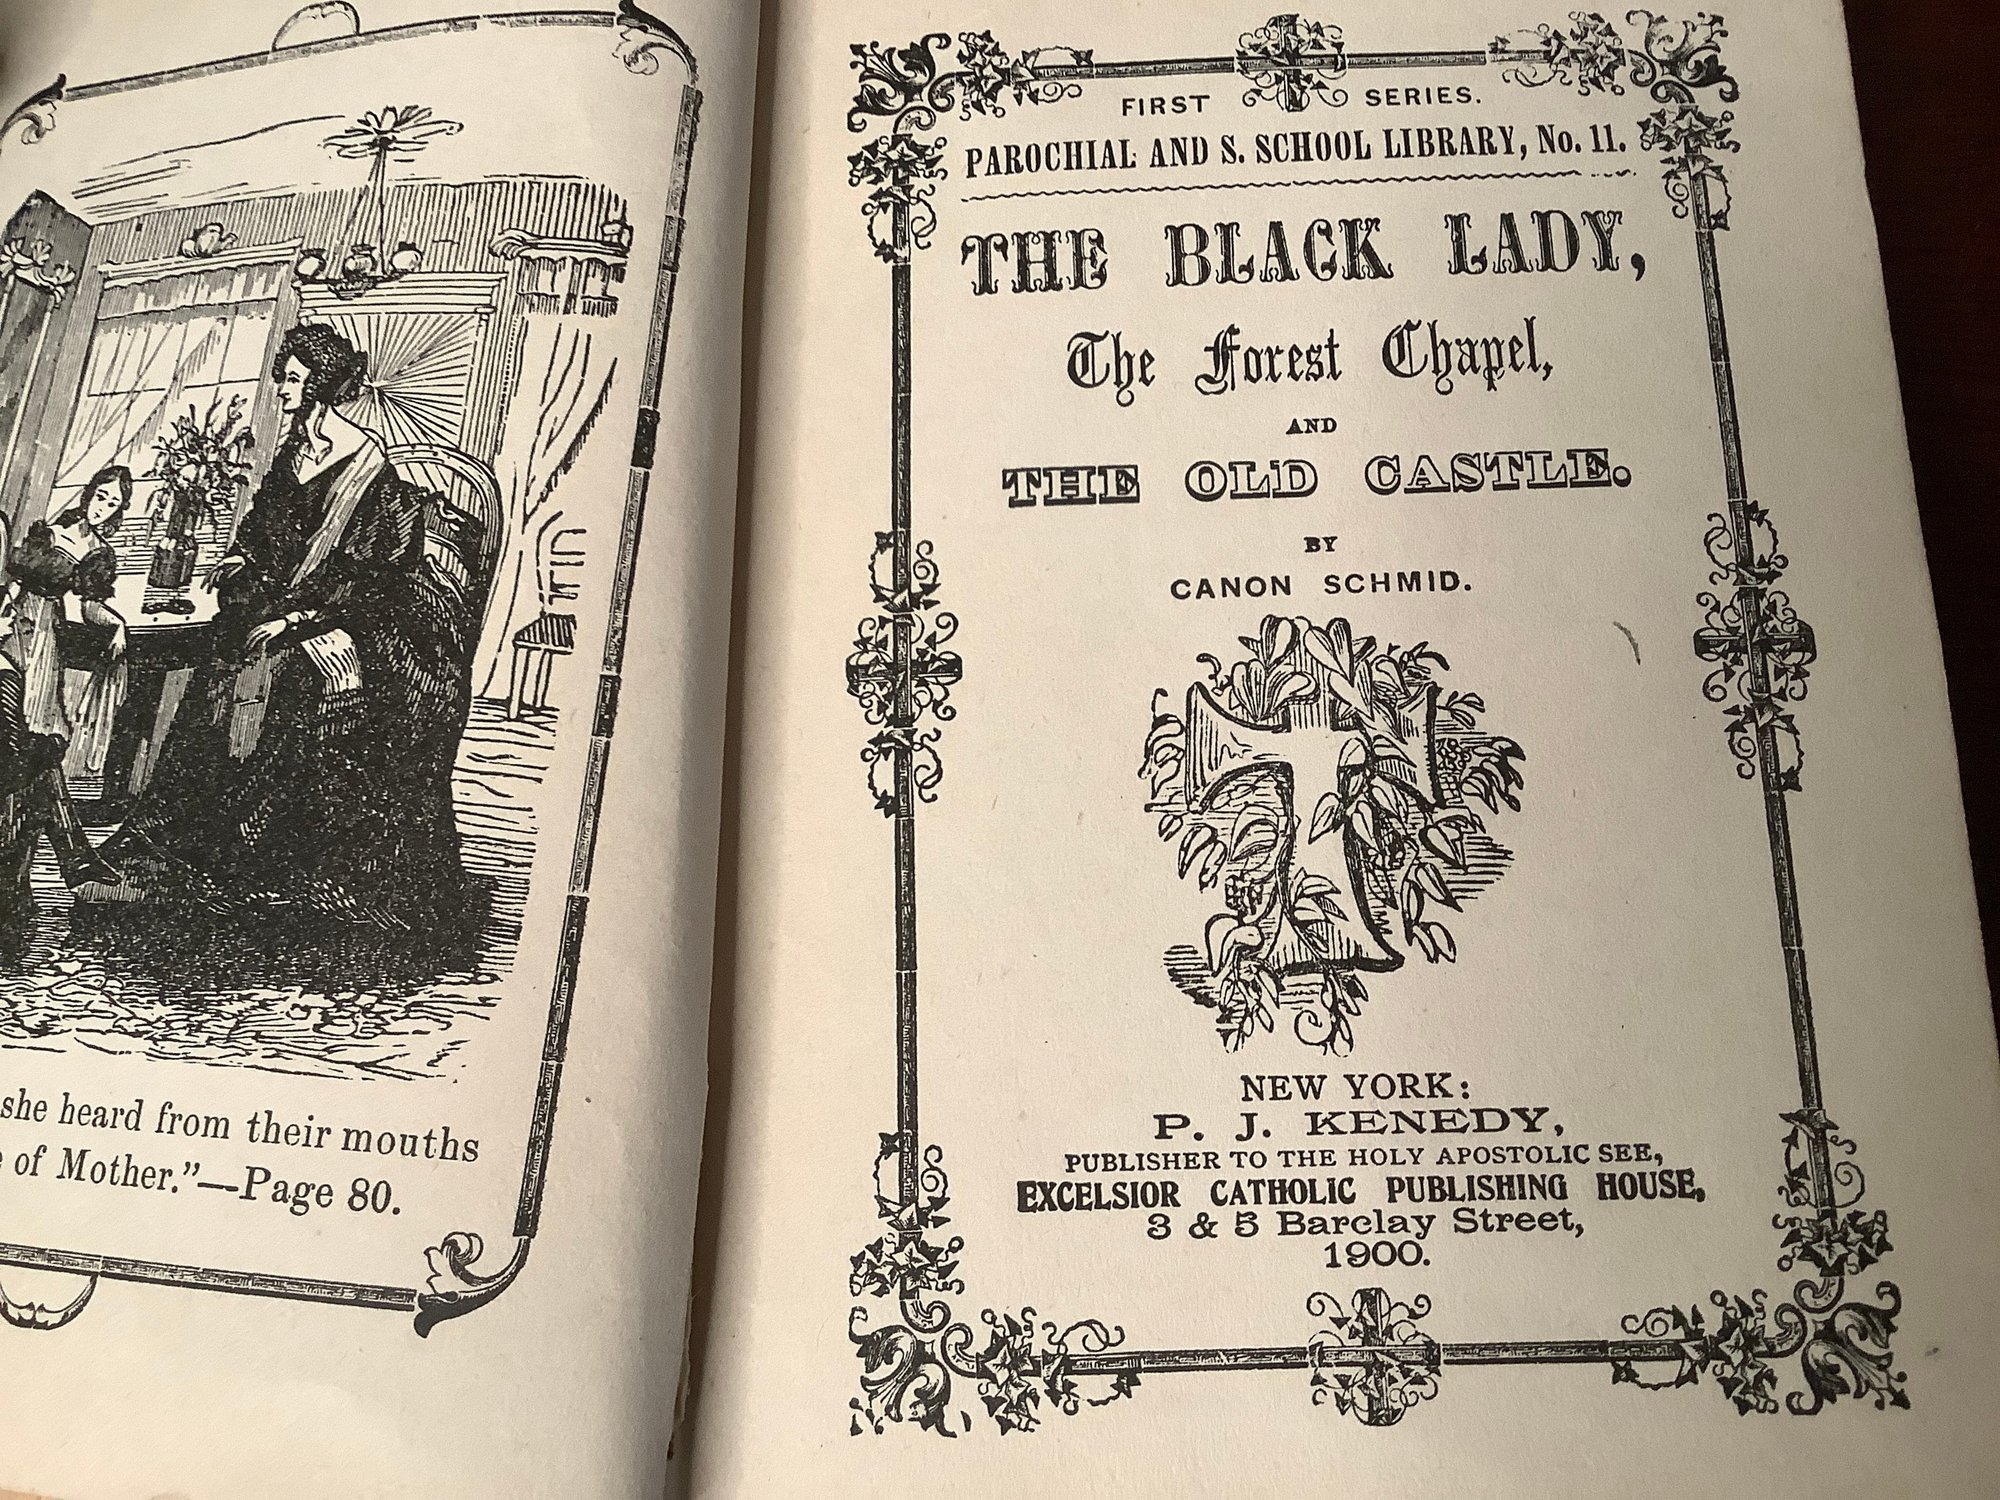 she heard from their mouths
of Mother."—Page 80.
FIRST SERIES.
PAROCHIAL AND S. SCHOOL LIBRARY, No. 11.
THE BLACK LADY,
The Forest Chapel,
AND
THE OLD CASTLE.
BY
CANON SCHMID.
NEW YORK:
P. J. KENEDY,
PUBLISHER TO THE HOLY APOSTOLIC SEE,
EXCELSIOR CATHOLIC PUBLISHING HOUSE,
3 & 5 Barclay Street,
1900.